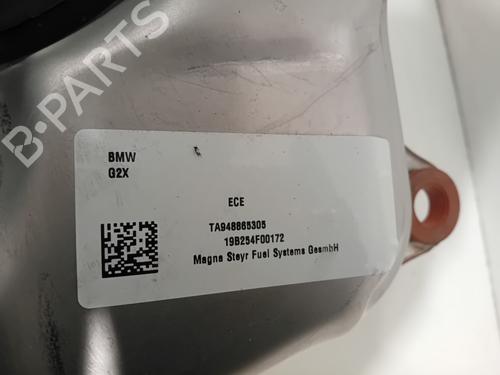 B-PARTS
BMW
G2X
ECE
TA948865305
19B254F00172
Magna Steyr Fuel Systems GesmbH